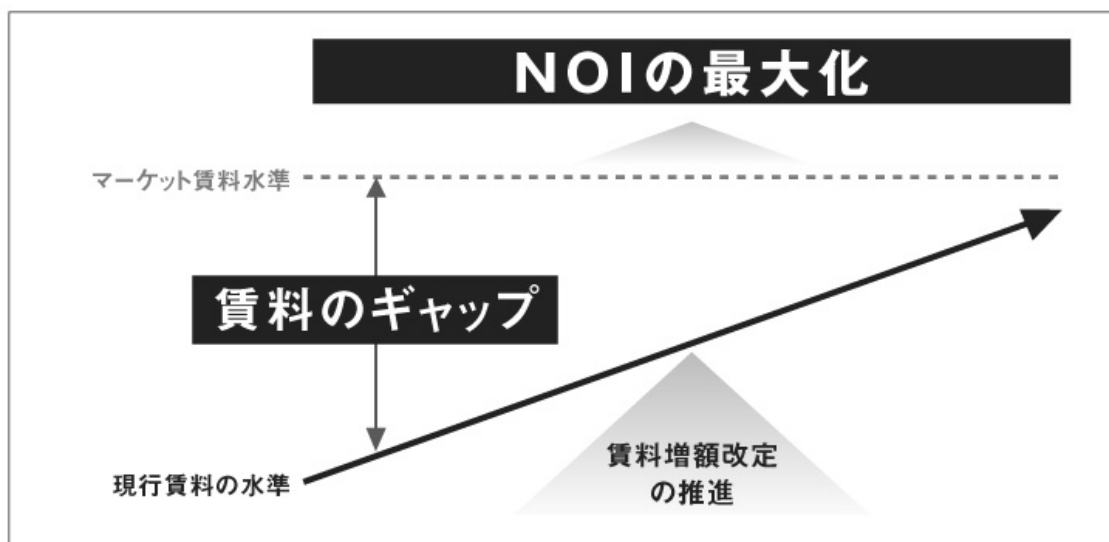 NOIの最大化
マーケット賃料水準
賃料のギャップ
賃料増額改定
の推進
現行賃料の水準